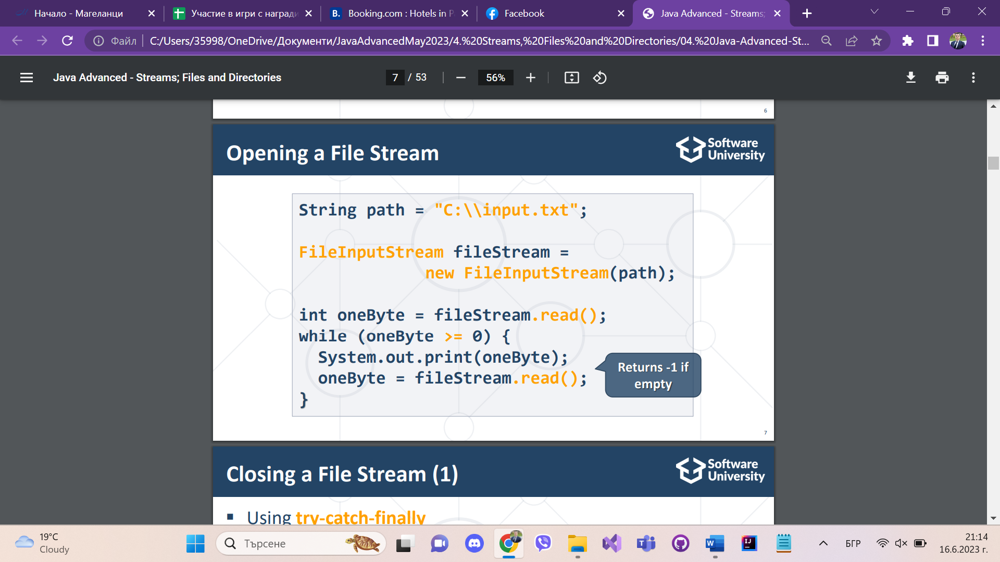 Начало - Магеланци
Участие в игри с награди
Booking.com : Hotels in P
Facebook
Java Advanced - Streams;
Файл
C:/Users/35998/OneDrive/Документи/JavaAdvancedMay2023/4.%20Streams,%20Files%20and%20Directories/04.%20Java-Advanced-St...
Java Advanced - Streams; Files and Directories
7 / 53
56%
6
Opening a File Stream
Software
University
String path = "C:\\input.txt";
FileInputStream fileStream =
new FileInputStream(path);
int oneByte = fileStream.read();
while (oneByte >= 0) {
System.out.print(oneByte);
oneByte = fileStream.read();
}
Returns -1 if
empty
7
Closing a File Stream (1)
Software
University
Using try-catch-finally
19°C
Cloudy
Търсене
БГР
21:14
16.6.2023 г.